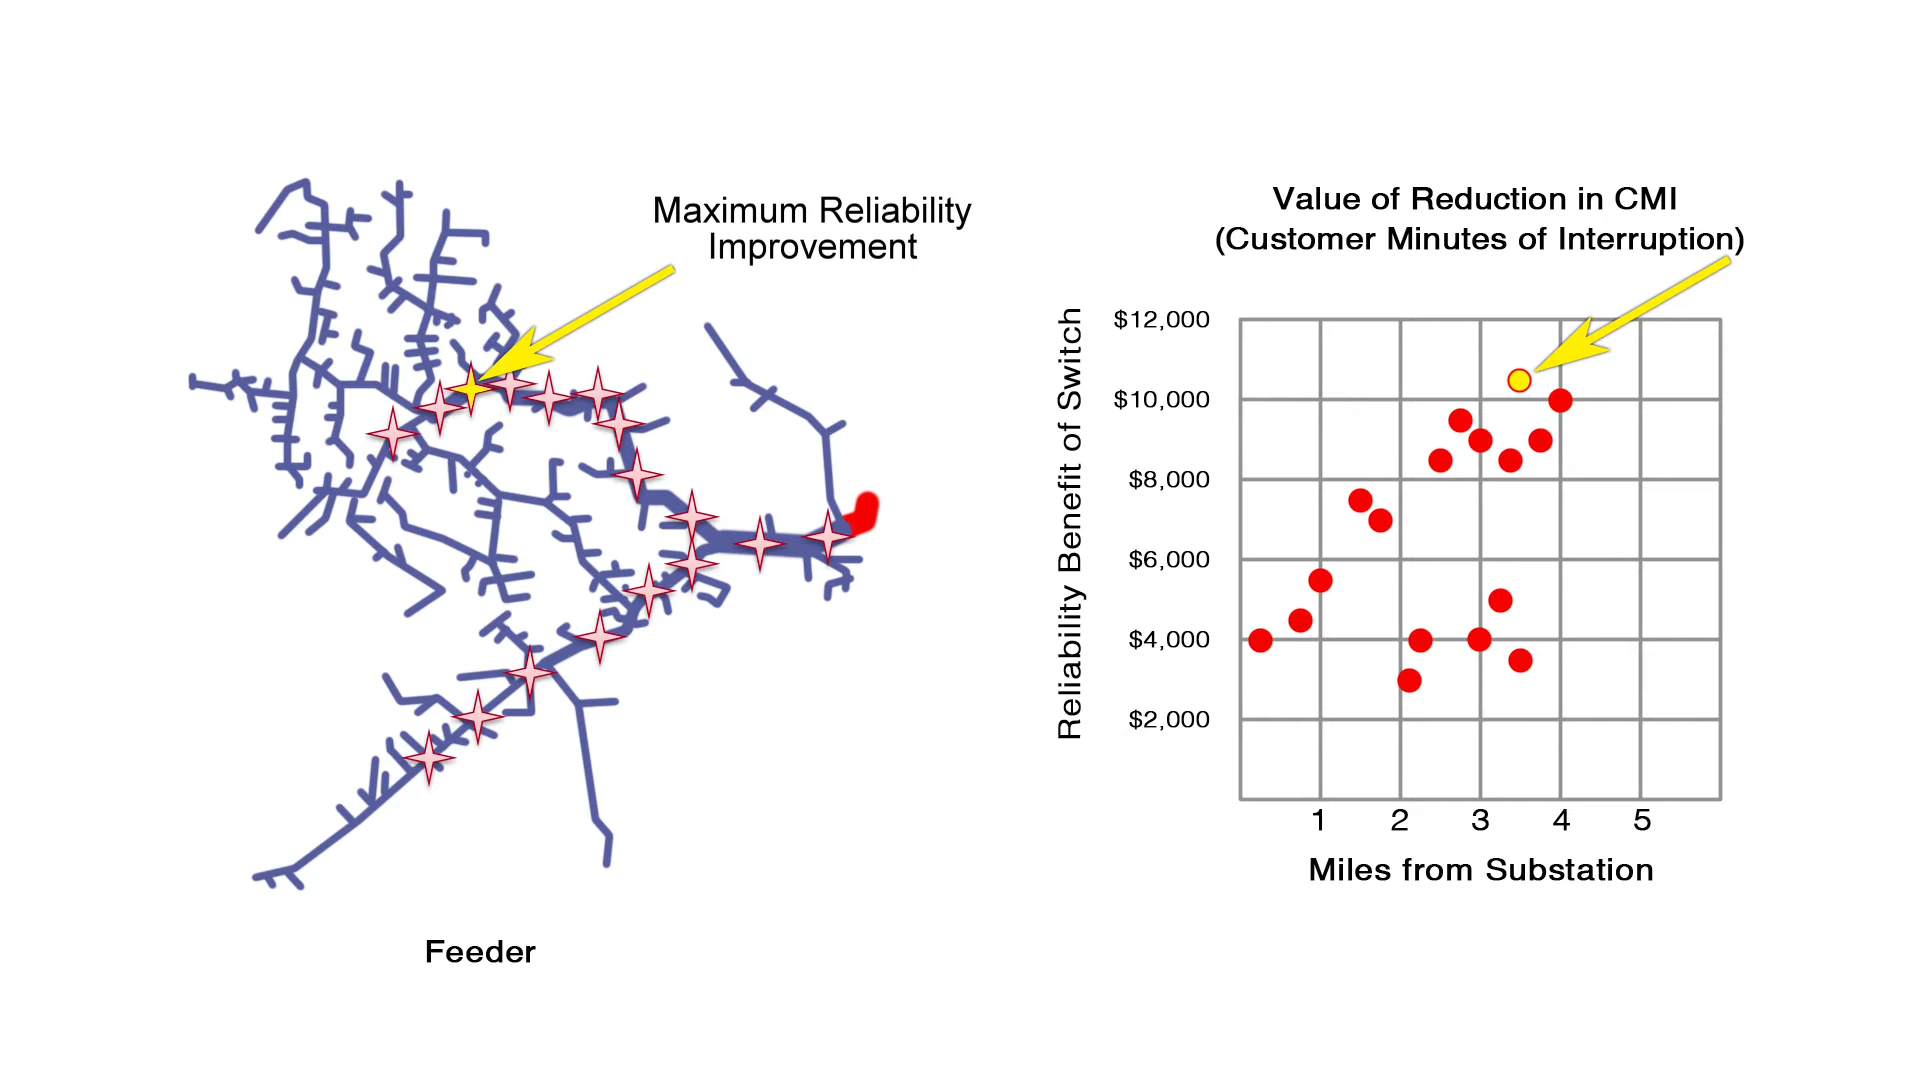 Maximum Reliability
Improvement
Feeder
Value of Reduction in CMI
(Customer Minutes of Interruption)
Reliability Benefit of Switch
$12,000
$10,000
$8,000
$6,000
$4,000
$2,000
1 2 3 4 5
Miles from Substation